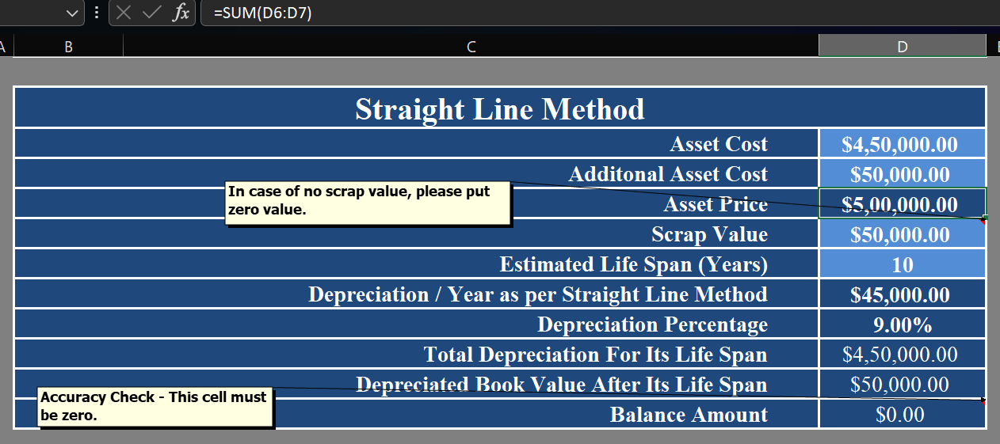 fx =SUM(D6:D7)
A B C D E
Straight Line Method
Asset Cost $4,50,000.00
Additonal Asset Cost $50,000.00
In case of no scrap value, please put
zero value.
Asset Price $5,00,000.00
Scrap Value $50,000.00
Estimated Life Span (Years) 10
Depreciation / Year as per Straight Line Method $45,000.00
Depreciation Percentage 9.00%
Total Depreciation For Its Life Span $4,50,000.00
Depreciated Book Value After Its Life Span $50,000.00
Accuracy Check - This cell must
be zero.
Balance Amount $0.00